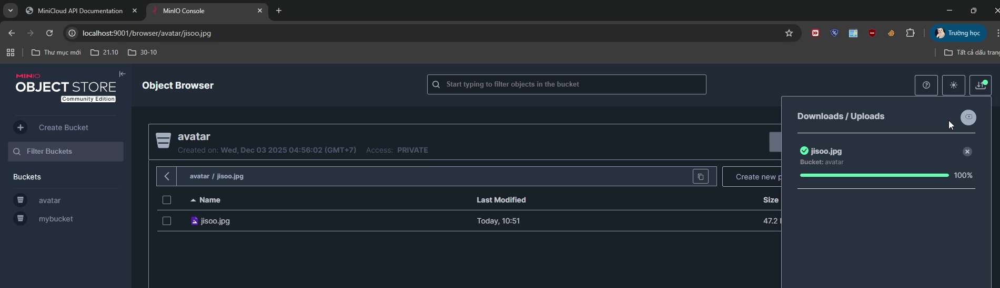 MiniCloud API Documentation
MinIO Console
localhost:9001/browser/avatar/jisoo.jpg
Trường học
Thư mục mới
21.10
30-10
Tất cả dấu trang
MINIO
OBJECT STORE
Community Edition
Object Browser
Start typing to filter objects in the bucket
Create Bucket
Filter Buckets
Buckets
avatar
mybucket
avatar
Created on: Wed, Dec 03 2025 04:56:02 (GMT+7) Access: PRIVATE
avatar / jisoo.jpg
Create new p
Name
Last Modified
Size
jisoo.jpg
Today, 10:51
47.2
Downloads / Uploads
jisoo.jpg
Bucket: avatar
100%